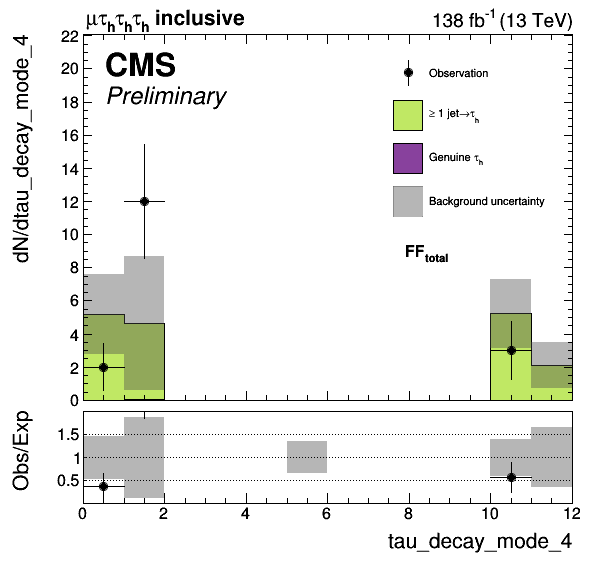 μτhτhτh inclusive 138 fb⁻¹ (13 TeV)
CMS
Preliminary
Observation
≥ 1 jet→τh
Genuine τh
Background uncertainty
FFtotal
dN/dtau_decay_mode_4
22
20
18
16
14
12
10
8
6
4
2
0
Obs/Exp
1.5
1
0.5
0 2 4 6 8 10 12
tau_decay_mode_4